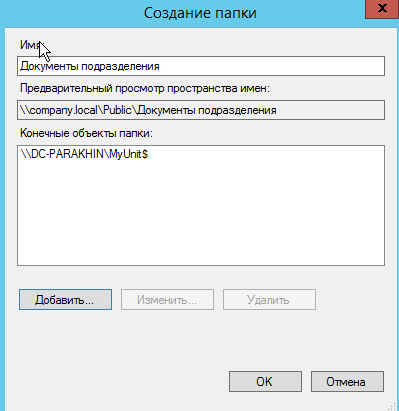 Создание папки
x
Имя:
Документы подразделения
Предварительный просмотр пространства имен:
\\company.local\Public\Документы подразделения
Конечные объекты папки:
\\DC-PARAKHIN\MyUnit$
Добавить... Изменить... Удалить
OK Отмена